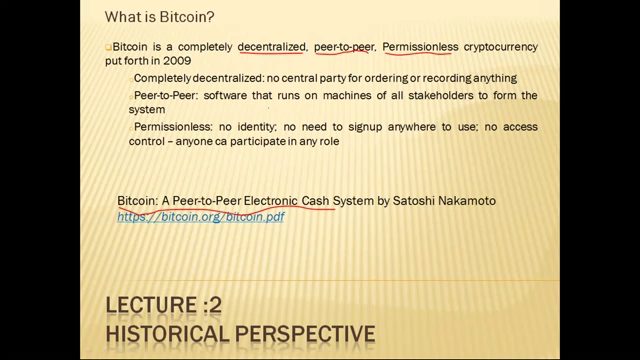 What is Bitcoin?
Bitcoin is a completely decentralized, peer-to-peer, Permissionless cryptocurrency
put forth in 2009
Completely decentralized: no central party for ordering or recording anything
Peer-to-Peer: software that runs on machines of all stakeholders to form the
system
Permissionless: no identity; no need to signup anywhere to use; no access
control – anyone ca participate in any role
Bitcoin: A Peer-to-Peer Electronic Cash System by Satoshi Nakamoto
https://bitcoin.org/bitcoin.pdf
LECTURE :2
HISTORICAL PERSPECTIVE